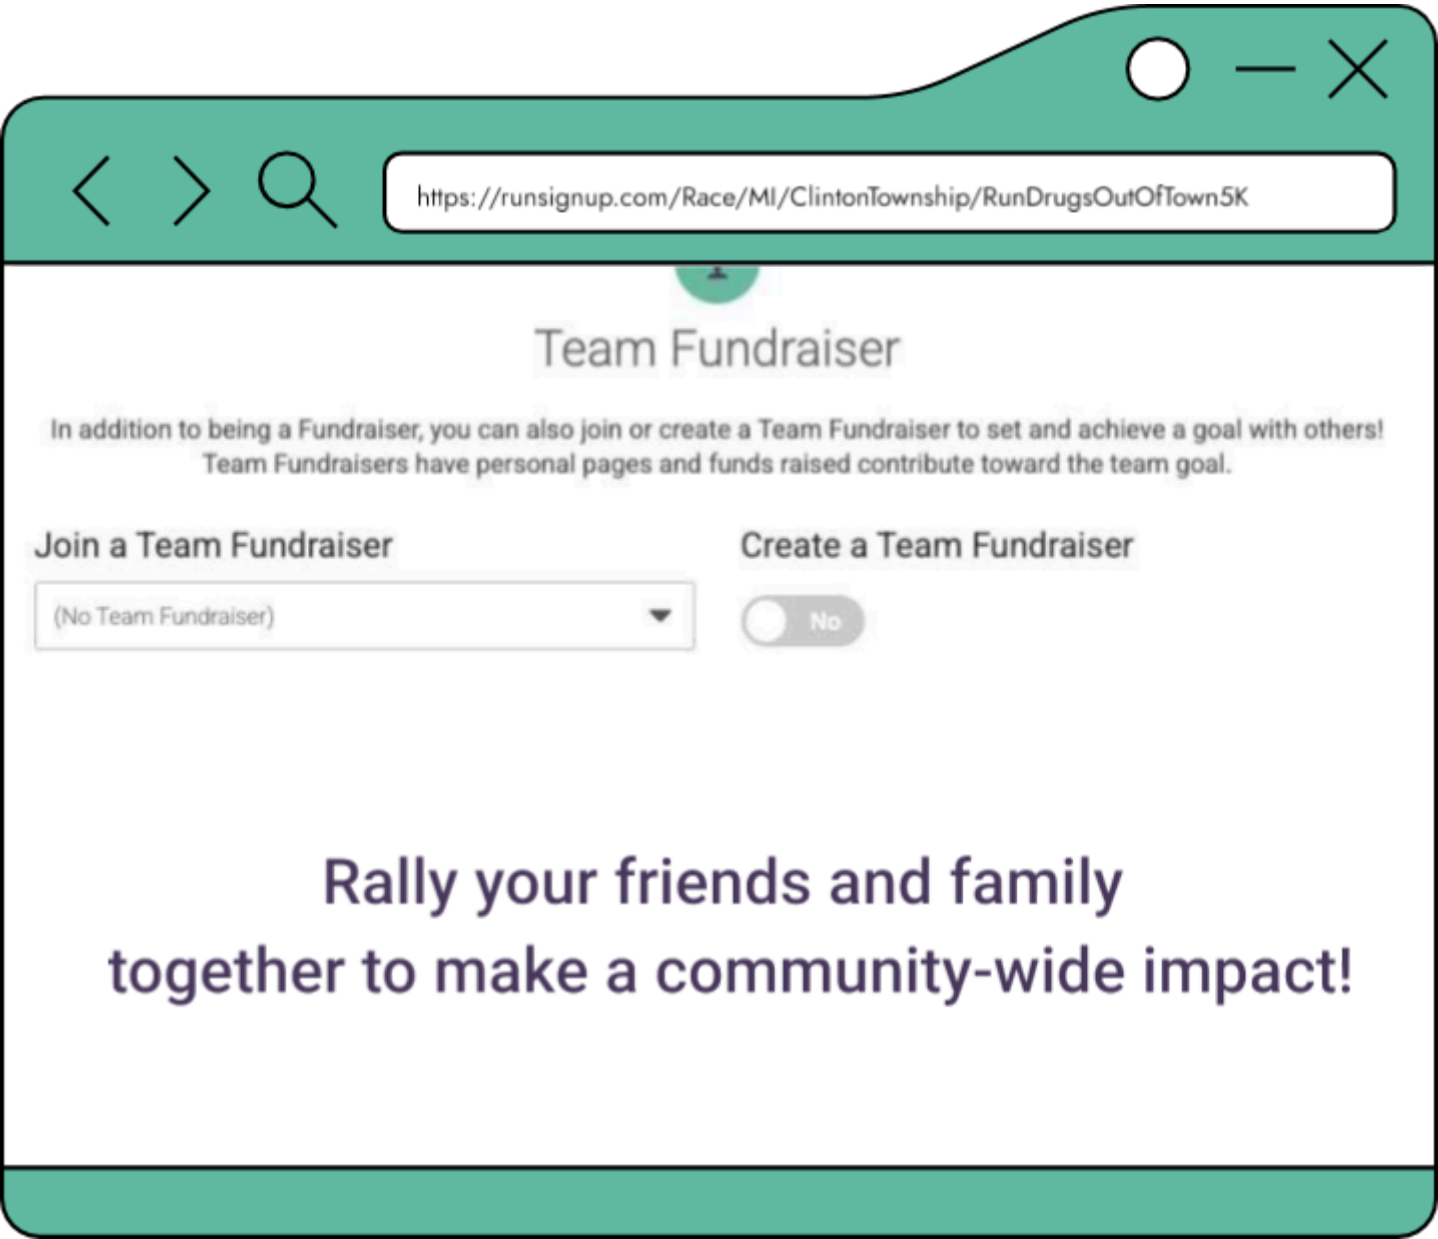 https://runsignup.com/Race/MI/ClintonTownship/RunDrugsOutOfTown5K
Team Fundraiser
In addition to being a Fundraiser, you can also join or create a Team Fundraiser to set and achieve a goal with others!
Team Fundraisers have personal pages and funds raised contribute toward the team goal.
Join a Team Fundraiser
Create a Team Fundraiser
(No Team Fundraiser)
No
Rally your friends and family
together to make a community-wide impact!